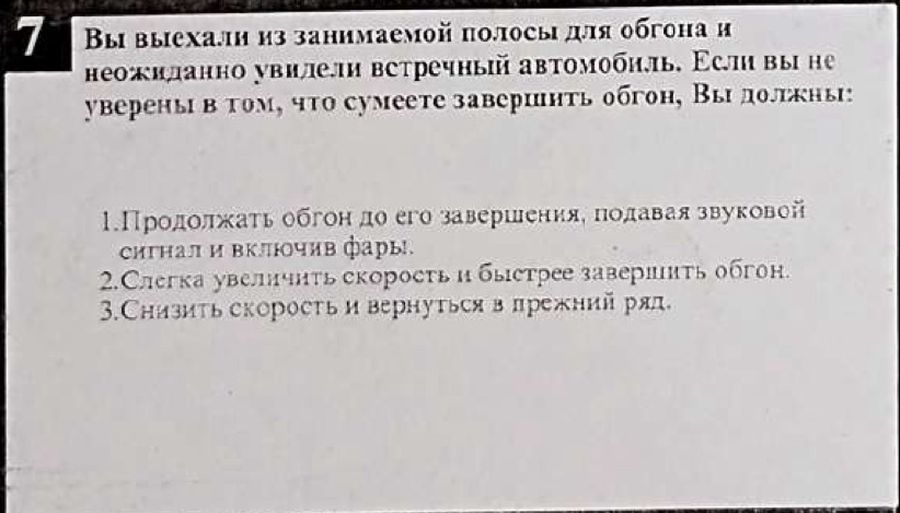 7 Вы выехали из занимаемой полосы для обгона и
неожиданно увидели встречный автомобиль. Если вы не
уверены в том, что сумеете завершить обгон, Вы должны:
1.Продолжать обгон до его завершения, подавая звуковой
сигнал и включив фары.
2.Слегка увеличить скорость и быстрее завершить обгон.
3.Снизить скорость и вернуться в прежний ряд.